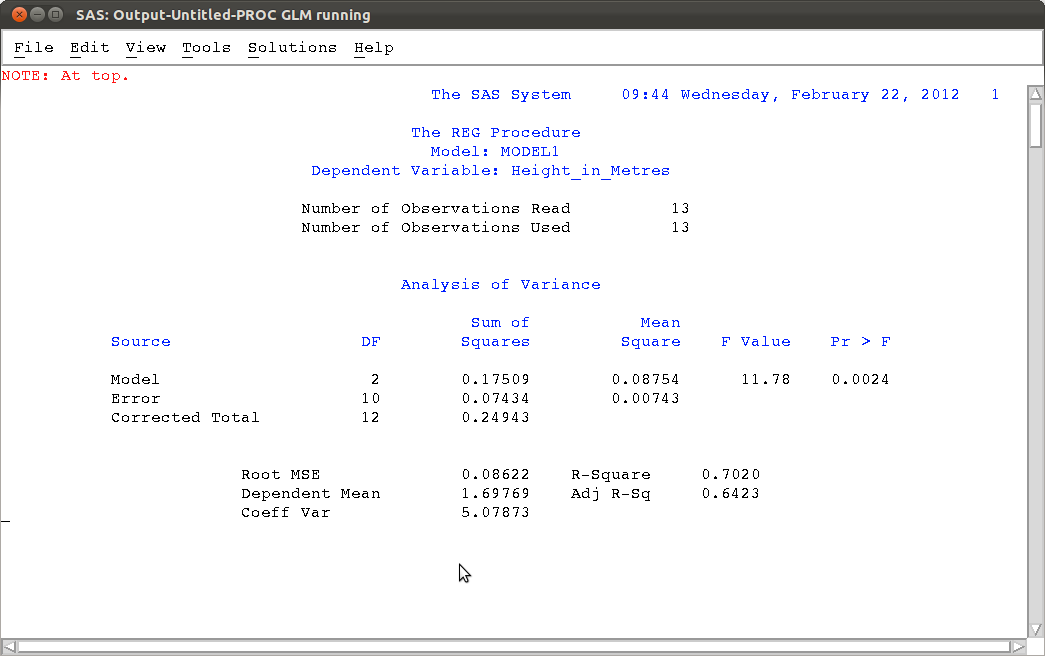 SAS: Output-Untitled-PROC GLM running
File Edit View Tools Solutions Help
NOTE: At top.
The SAS System 09:44 Wednesday, February 22, 2012 1
The REG Procedure
Model: MODEL1
Dependent Variable: Height_in_Metres
Number of Observations Read 13
Number of Observations Used 13
Analysis of Variance
Sum of Mean
Source DF Squares Square F Value Pr > F
Model 2 0.17509 0.08754 11.78 0.0024
Error 10 0.07434 0.00743
Corrected Total 12 0.24943
Root MSE 0.08622 R-Square 0.7020
Dependent Mean 1.69769 Adj R-Sq 0.6423
Coeff Var 5.07873